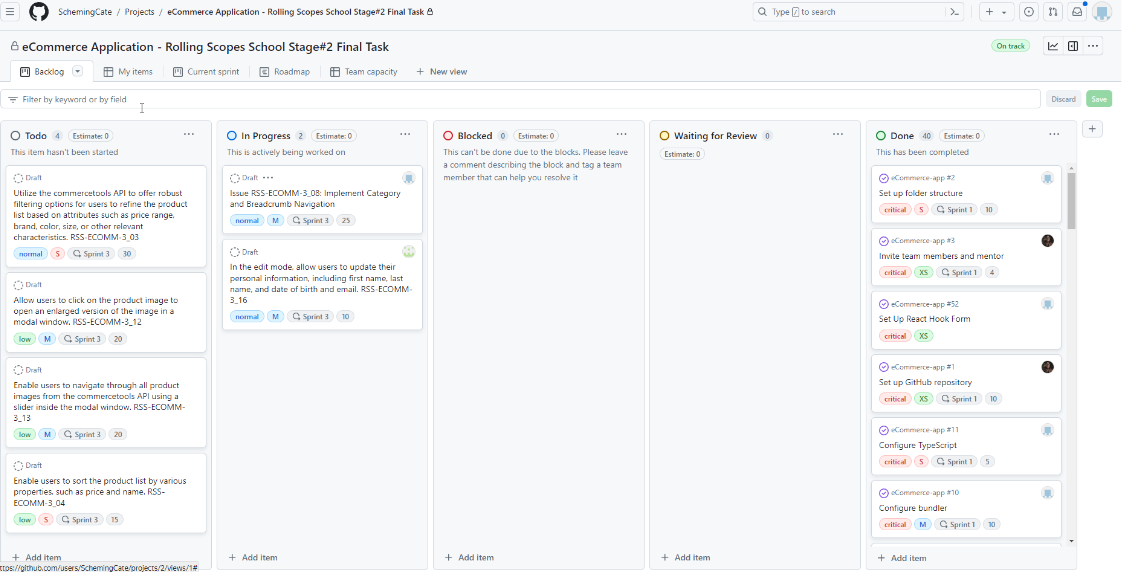 SchemingCate / Projects / eCommerce Application - Rolling Scopes School Stage#2 Final Task
Type / to search
eCommerce Application - Rolling Scopes School Stage#2 Final Task
On track
Backlog
My items
Current sprint
Roadmap
Team capacity
+ New view
Filter by keyword or by field
Discard
Save
Todo 4 Estimate: 0
This item hasn't been started
Draft
Utilize the commercetools API to offer robust
filtering options for users to refine the product
list based on attributes such as price range,
brand, color, size, or other relevant
characteristics. RSS-ECOMM-3_03
normal S Sprint 3 30
Draft
Allow users to click on the product image to
open an enlarged version of the image in a
modal window. RSS-ECOMM-3_12
low M Sprint 3 20
Draft
Enable users to navigate through all product
images from the commercetools API using a
slider inside the modal window. RSS-ECOMM-
3_13
low M Sprint 3 20
Draft
Enable users to sort the product list by various
properties, such as price and name. RSS-
ECOMM-3_04
low S Sprint 3 15
+ Add item
In Progress 2 Estimate: 0
This is actively being worked on
Draft
Issue RSS-ECOMM-3_08: Implement Category
and Breadcrumb Navigation
normal M Sprint 3 25
Draft
In the edit mode, allow users to update their
personal information, including first name, last
name, and date of birth and email. RSS-ECOMM-
3_16
normal M Sprint 3 10
+ Add item
Blocked 0 Estimate: 0
This can't be done due to the blocks. Please leave
a comment describing the block and tag a team
member that can help you resolve it
+ Add item
Waiting for Review 0
Estimate: 0
+ Add item
Done 40 Estimate: 0
This has been completed
eCommerce-app #2
Set up folder structure
critical S Sprint 1 10
eCommerce-app #3
Invite team members and mentor
critical XS Sprint 1 4
eCommerce-app #52
Set Up React Hook Form
critical XS
eCommerce-app #1
Set up GitHub repository
critical XS Sprint 1 10
eCommerce-app #11
Configure TypeScript
critical S Sprint 1 5
eCommerce-app #10
Configure bundler
critical M Sprint 1 10
+ Add item
ttps://github.com/users/SchemingCate/projects/2/views/1#